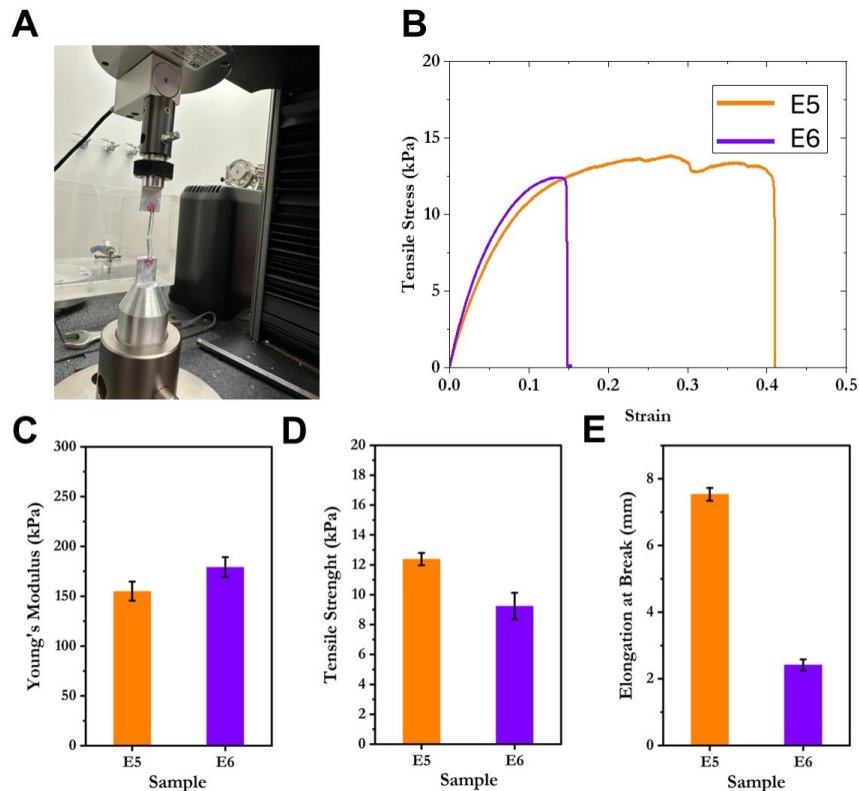 A
B
20
15
10
5
0
Tensile Stress (kPa)
E5
E6
0.0 0.1 0.2 0.3 0.4 0.5
Strain
C
300
250
200
150
100
50
0
Young's Modulus (kPa)
E5 E6
Sample
D
20
18
16
14
12
10
8
6
4
2
0
Tensile Strenght (kPa)
E5 E6
Sample
E
8
6
4
2
0
Elongation at Break (mm)
E5 E6
Sample